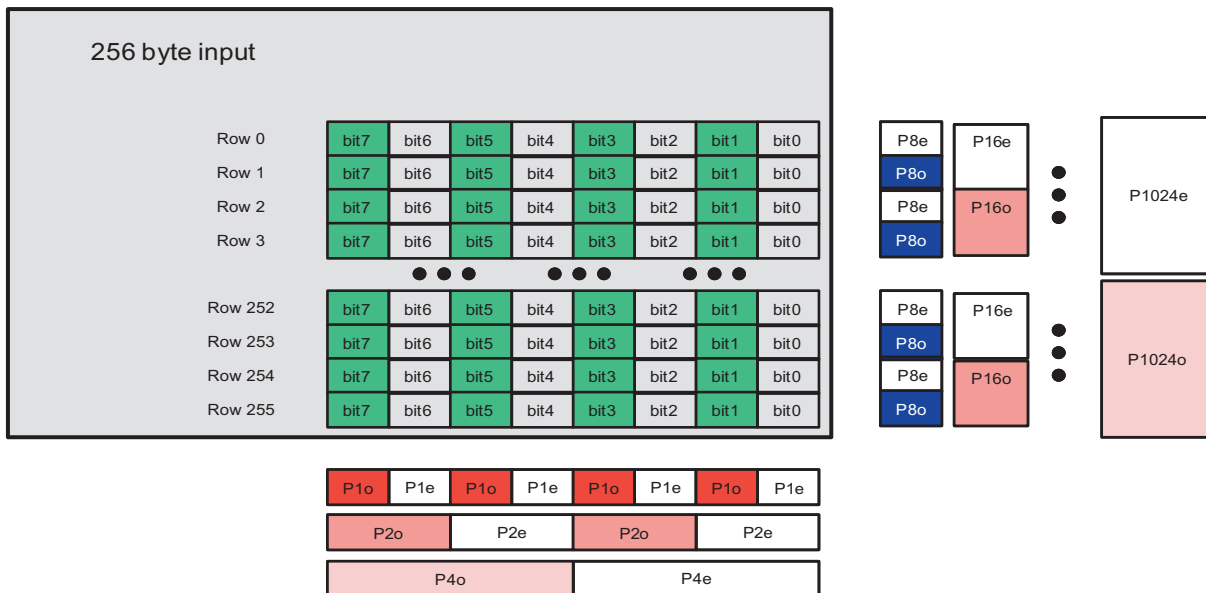 256 byte input
Row 0 bit7 bit6 bit5 bit4 bit3 bit2 bit1 bit0 P8e P16e P1024e
Row 1 bit7 bit6 bit5 bit4 bit3 bit2 bit1 bit0 P8o
Row 2 bit7 bit6 bit5 bit4 bit3 bit2 bit1 bit0 P8e P16o
Row 3 bit7 bit6 bit5 bit4 bit3 bit2 bit1 bit0 P8o
Row 252 bit7 bit6 bit5 bit4 bit3 bit2 bit1 bit0 P8e P16e P1024o
Row 253 bit7 bit6 bit5 bit4 bit3 bit2 bit1 bit0 P8o
Row 254 bit7 bit6 bit5 bit4 bit3 bit2 bit1 bit0 P8e P16o
Row 255 bit7 bit6 bit5 bit4 bit3 bit2 bit1 bit0 P8o
P1o P1e P1o P1e P1o P1e P1o P1e
P2o P2e P2o P2e
P4o P4e